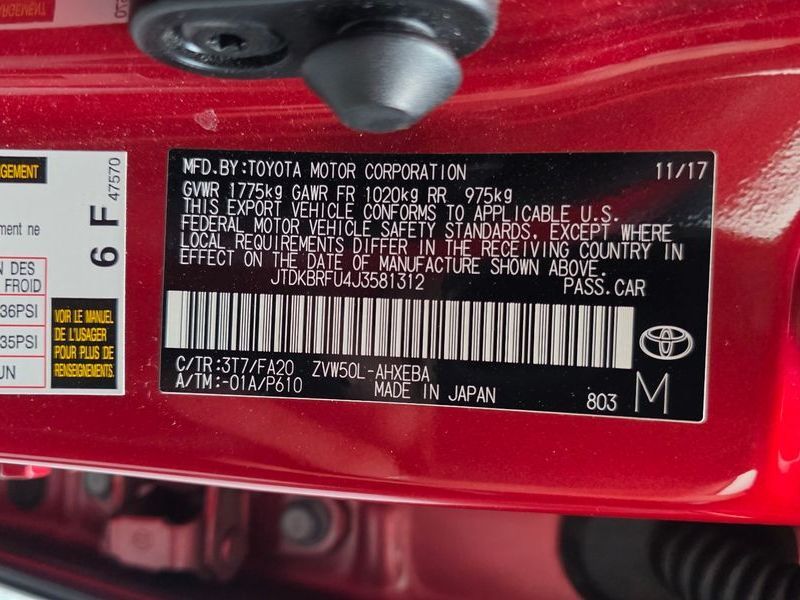 ARGEMENT
GEMENT
ment ne
N DES
FROID
36PSI
35PSI
UN
6 F
47570
VOIR LE MANUEL
DE L'USAGER
POUR PLUS DE
RENSEIGNEMENTS.
MFD.BY:TOYOTA MOTOR CORPORATION 11/17
GVWR 1775kg GAWR FR 1020kg RR 975kg
THIS EXPORT VEHICLE CONFORMS TO APPLICABLE U.S.
FEDERAL MOTOR VEHICLE SAFETY STANDARDS, EXCEPT WHERE
LOCAL REQUIREMENTS DIFFER IN THE RECEIVING COUNTRY IN
EFFECT ON THE DATE OF MANUFACTURE SHOWN ABOVE.
JTDKBRFU4J3581312 PASS.CAR
C/TR:3T7/FA20 ZVW50L-AHXEBA
A/TM:-01A/P610 MADE IN JAPAN
803 M